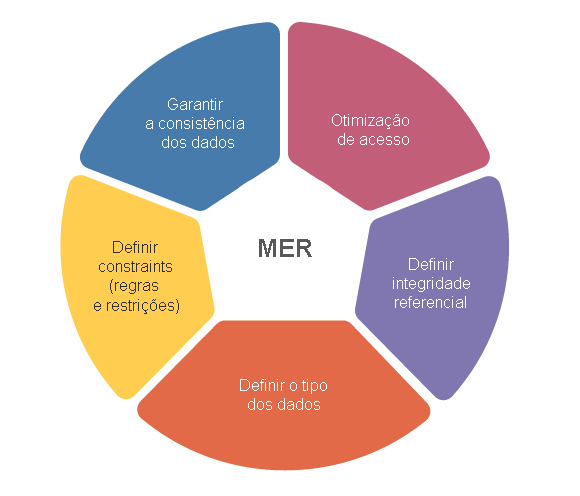 Garantir
a consistência
dos dados
Otimização
de acesso
MER
Definir
constraints
(regras
e restrições)
Definir
integridade
referencial
Definir o tipo
dos dados